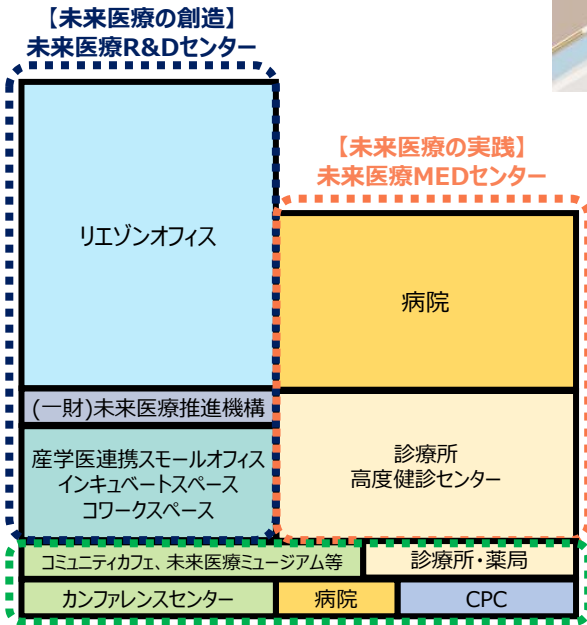 【未来医療の創造】
未来医療R&Dセンター
【未来医療の実践】
未来医療MEDセンター
リエゾンオフィス
病院
(一財)未来医療推進機構
産学医連携スモールオフィス
インキュベートスペース
コワークスペース
診療所
高度健診センター
コミュニティカフェ、未来医療ミュージアム等
診療所・薬局
カンファレンスセンター
病院
CPC